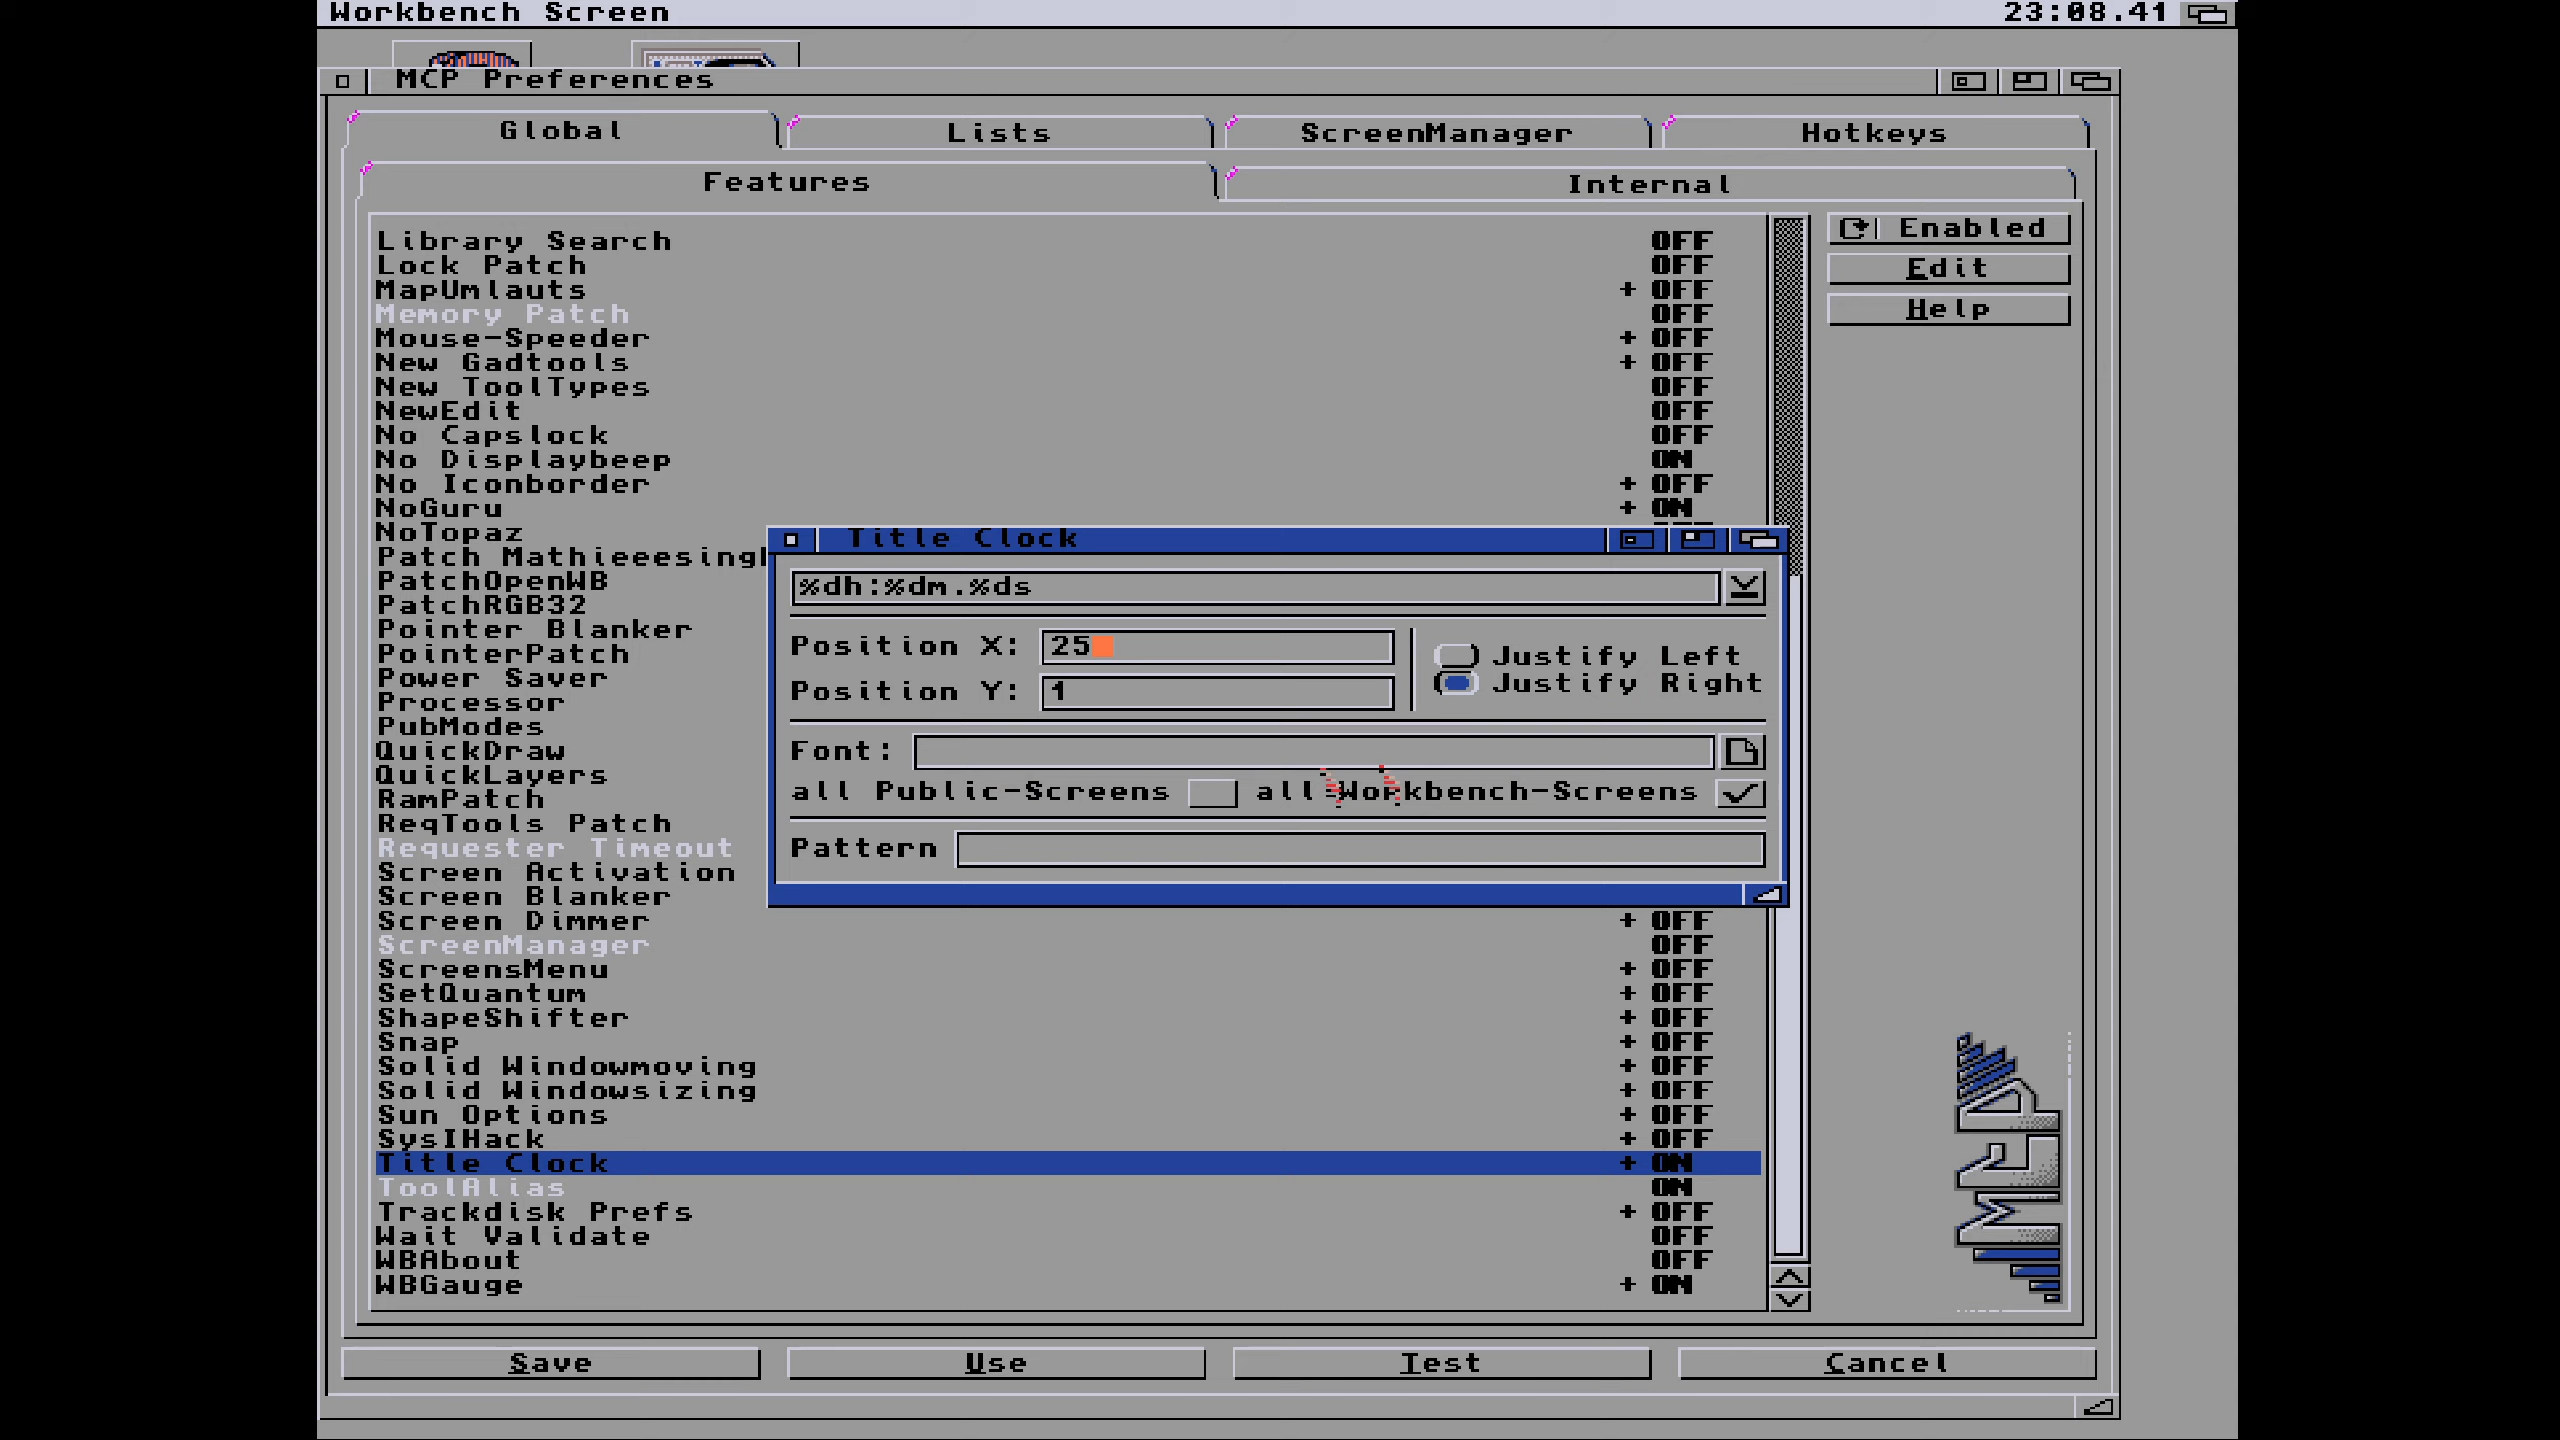 Workbench Screen 23:08.41
MCP Preferences
Global Lists ScreenManager Hotkeys
Features Internal
Library Search OFF
Lock Patch OFF
MapUmlauts + OFF
Memory Patch OFF
Mouse-Speeder + OFF
New Gadtools + OFF
New ToolTypes OFF
NewEdit OFF
No Capslock OFF
No Displaybeep ON
No Iconborder + OFF
NoGuru + ON
NoTopaz
Patch Mathieeesingl
PatchOpenWB
PatchRGB32
Pointer Blanker
PointerPatch
Power Saver
Processor
PubModes
QuickDraw
QuickLayers
RamPatch
ReqTools Patch
Requester Timeout
Screen Activation
Screen Blanker
Screen Dimmer + OFF
ScreenManager OFF
ScreensMenu + OFF
SetQuantum + OFF
ShapeShifter + OFF
Snap + OFF
Solid Windowmoving + OFF
Solid Windowsizing + OFF
Sun Options + OFF
SysIHack + OFF
Title Clock + ON
ToolAlias ON
Trackdisk Prefs + OFF
Wait Validate OFF
WBAbout OFF
WBGauge + ON
Enabled
Edit
Help
Title Clock
%dh:%dm.%ds
Position X: 25
Position Y: 1
Justify Left
Justify Right
Font:
all Public-Screens all Workbench-Screens
Pattern
MCP
Save Use Test Cancel